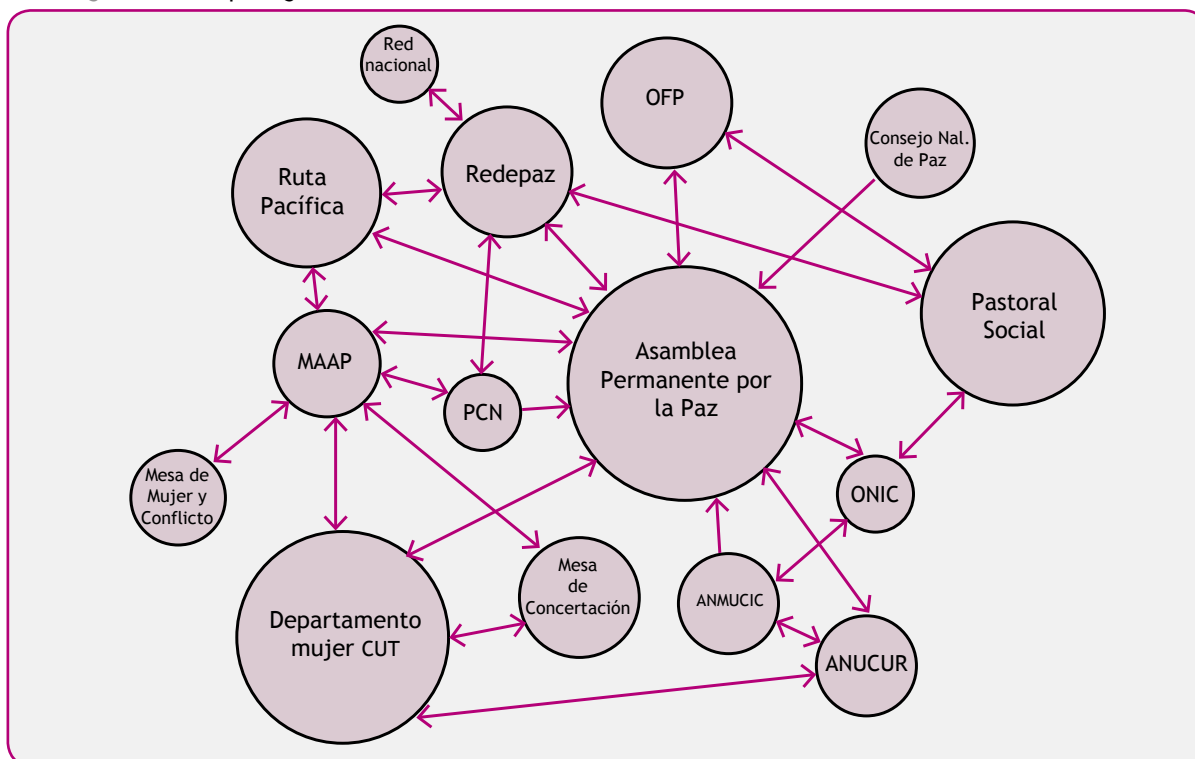 Red
nacional
OFP
Consejo Nal.
de Paz
Redepaz
Ruta
Pacífica
Pastoral
Social
MAAP
Asamblea
Permanente por
la Paz
PCN
Mesa de
Mujer y
Conflicto
ONIC
Mesa
de
Concertación
ANMUCIC
Departamento
mujer CUT
ANUCUR